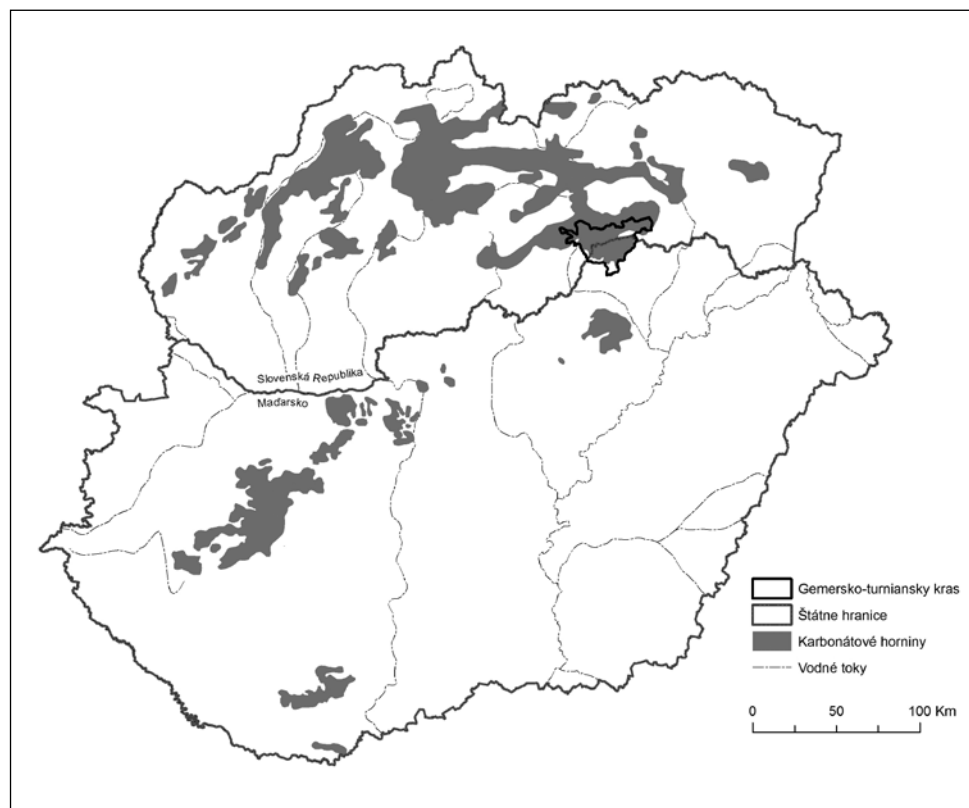 Slovenská Republika
Maďarsko
Gemersko-turniansky kras
Štátne hranice
Karbonátové horniny
Vodné toky
0 50 100 Km